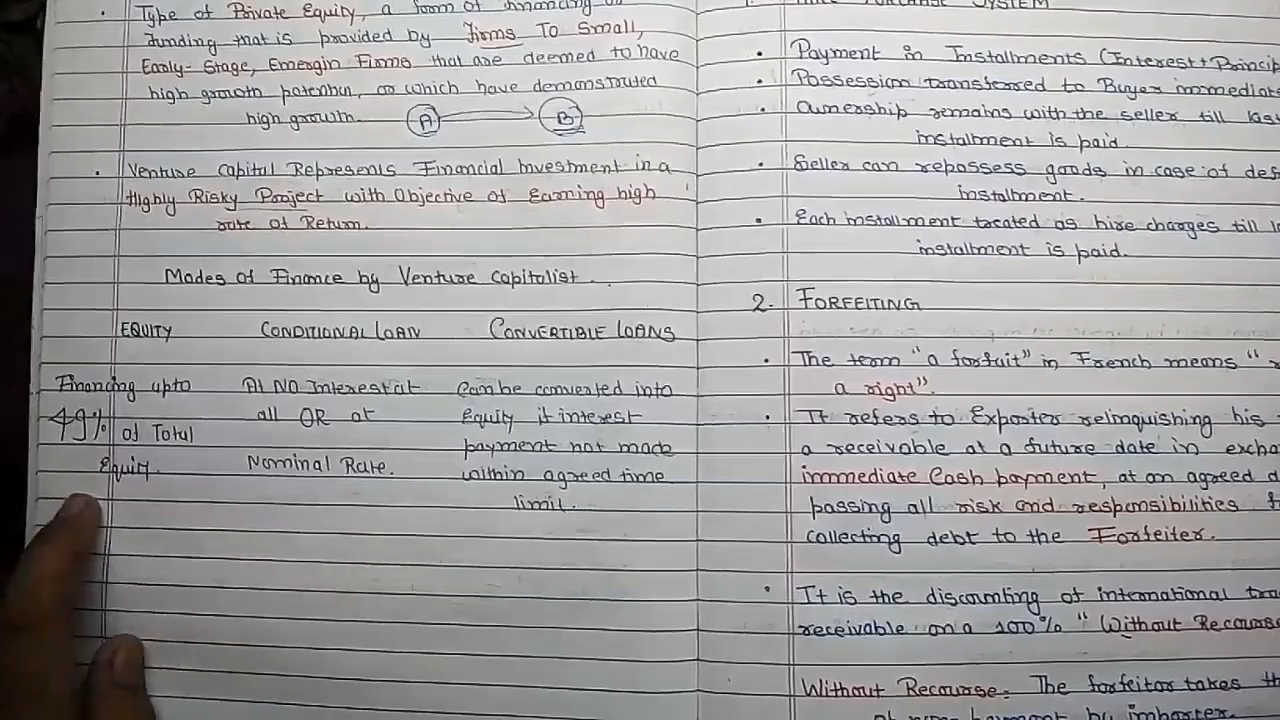 Type of Private Equity, a form of financing
funding that is provided by firms To Small,
Early-Stage, Emergin Firms that are deemed to have
high growth potential, or which have demonstrated
high growth. A B
Venture Capital Represents Financial Investment in a
Highly Risky Project with Objective of Earning high
rate of Return.
Modes of Finance by Venture Capitalist.
EQUITY CONDITIONAL LOAN CONVERTIBLE LOANS
Financing upto At NO Interest at Can be converted into
49% all OR at Equity if interest
of Total payment not made
Equity. Nominal Rate. within agreed time
limit.
SYSTEM
Payment in Installments (Interest + Princip
Possession transferred to Buyer immediate
Ownership remains with the seller till las
installment is paid.
Seller can repossess goods in case of def
installment.
Each installment treated as hire charges till l
installment is paid.
2. FORFEITING
The term "a forfait" in French means "
a right".
It refers to Exporter relinquishing his
a receivable at a future date in excha
immediate Cash payment, at an agreed d
passing all risk and responsibilities f
collecting debt to the Forfeiter.
It is the discounting of international tra
receivable on a 100% "Without Recourse
Without Recourse: The forfeitor takes th
by importer.